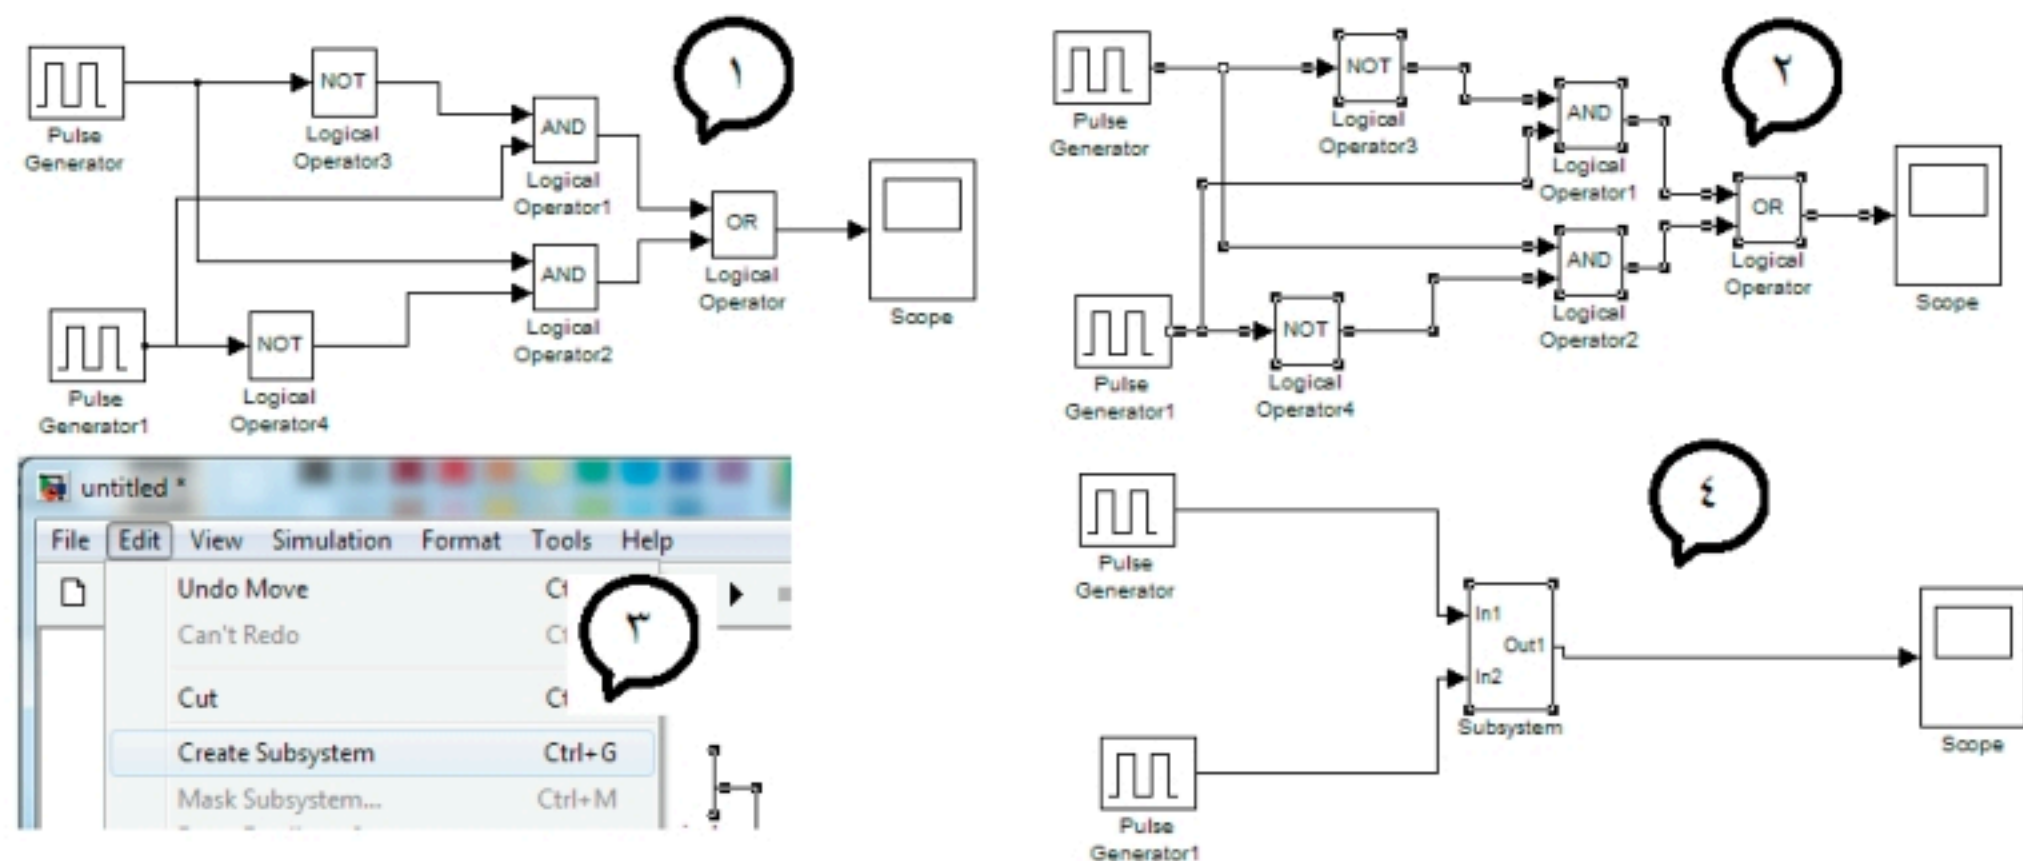 ١
NOT
Pulse
Generator
Logical
Operator3
AND
Logical
Operator1
OR
Logical
Operator
Scope
AND
Logical
Operator2
NOT
Pulse
Generator1
Logical
Operator4
٢
NOT
Pulse
Generator
Logical
Operator3
AND
Logical
Operator1
OR
Logical
Operator
Scope
AND
Logical
Operator2
NOT
Pulse
Generator1
Logical
Operator4
untitled *
File Edit View Simulation Format Tools Help
Undo Move
Can't Redo
Cut
Create Subsystem Ctrl+G
Mask Subsystem... Ctrl+M
٣
٤
Pulse
Generator
In1
Out1
In2
Subsystem
Scope
Pulse
Generator1